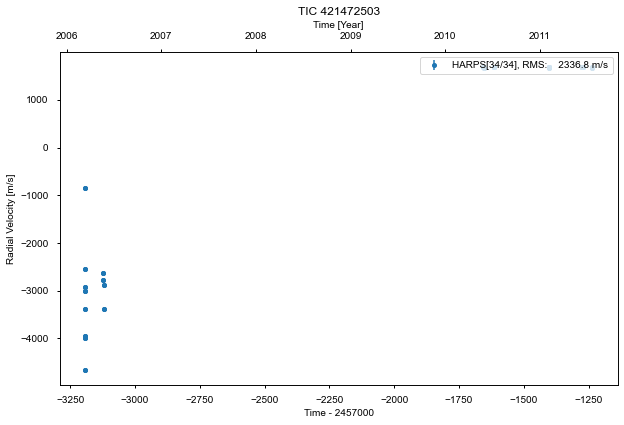 TIC 421472503
Time [Year]
2006 2007 2008 2009 2010 2011
HARPS[34/34], RMS: 2336.8 m/s
1000
0
−1000
−2000
−3000
−4000
Radial Velocity [m/s]
−3250 −3000 −2750 −2500 −2250 −2000 −1750 −1500 −1250
Time - 2457000